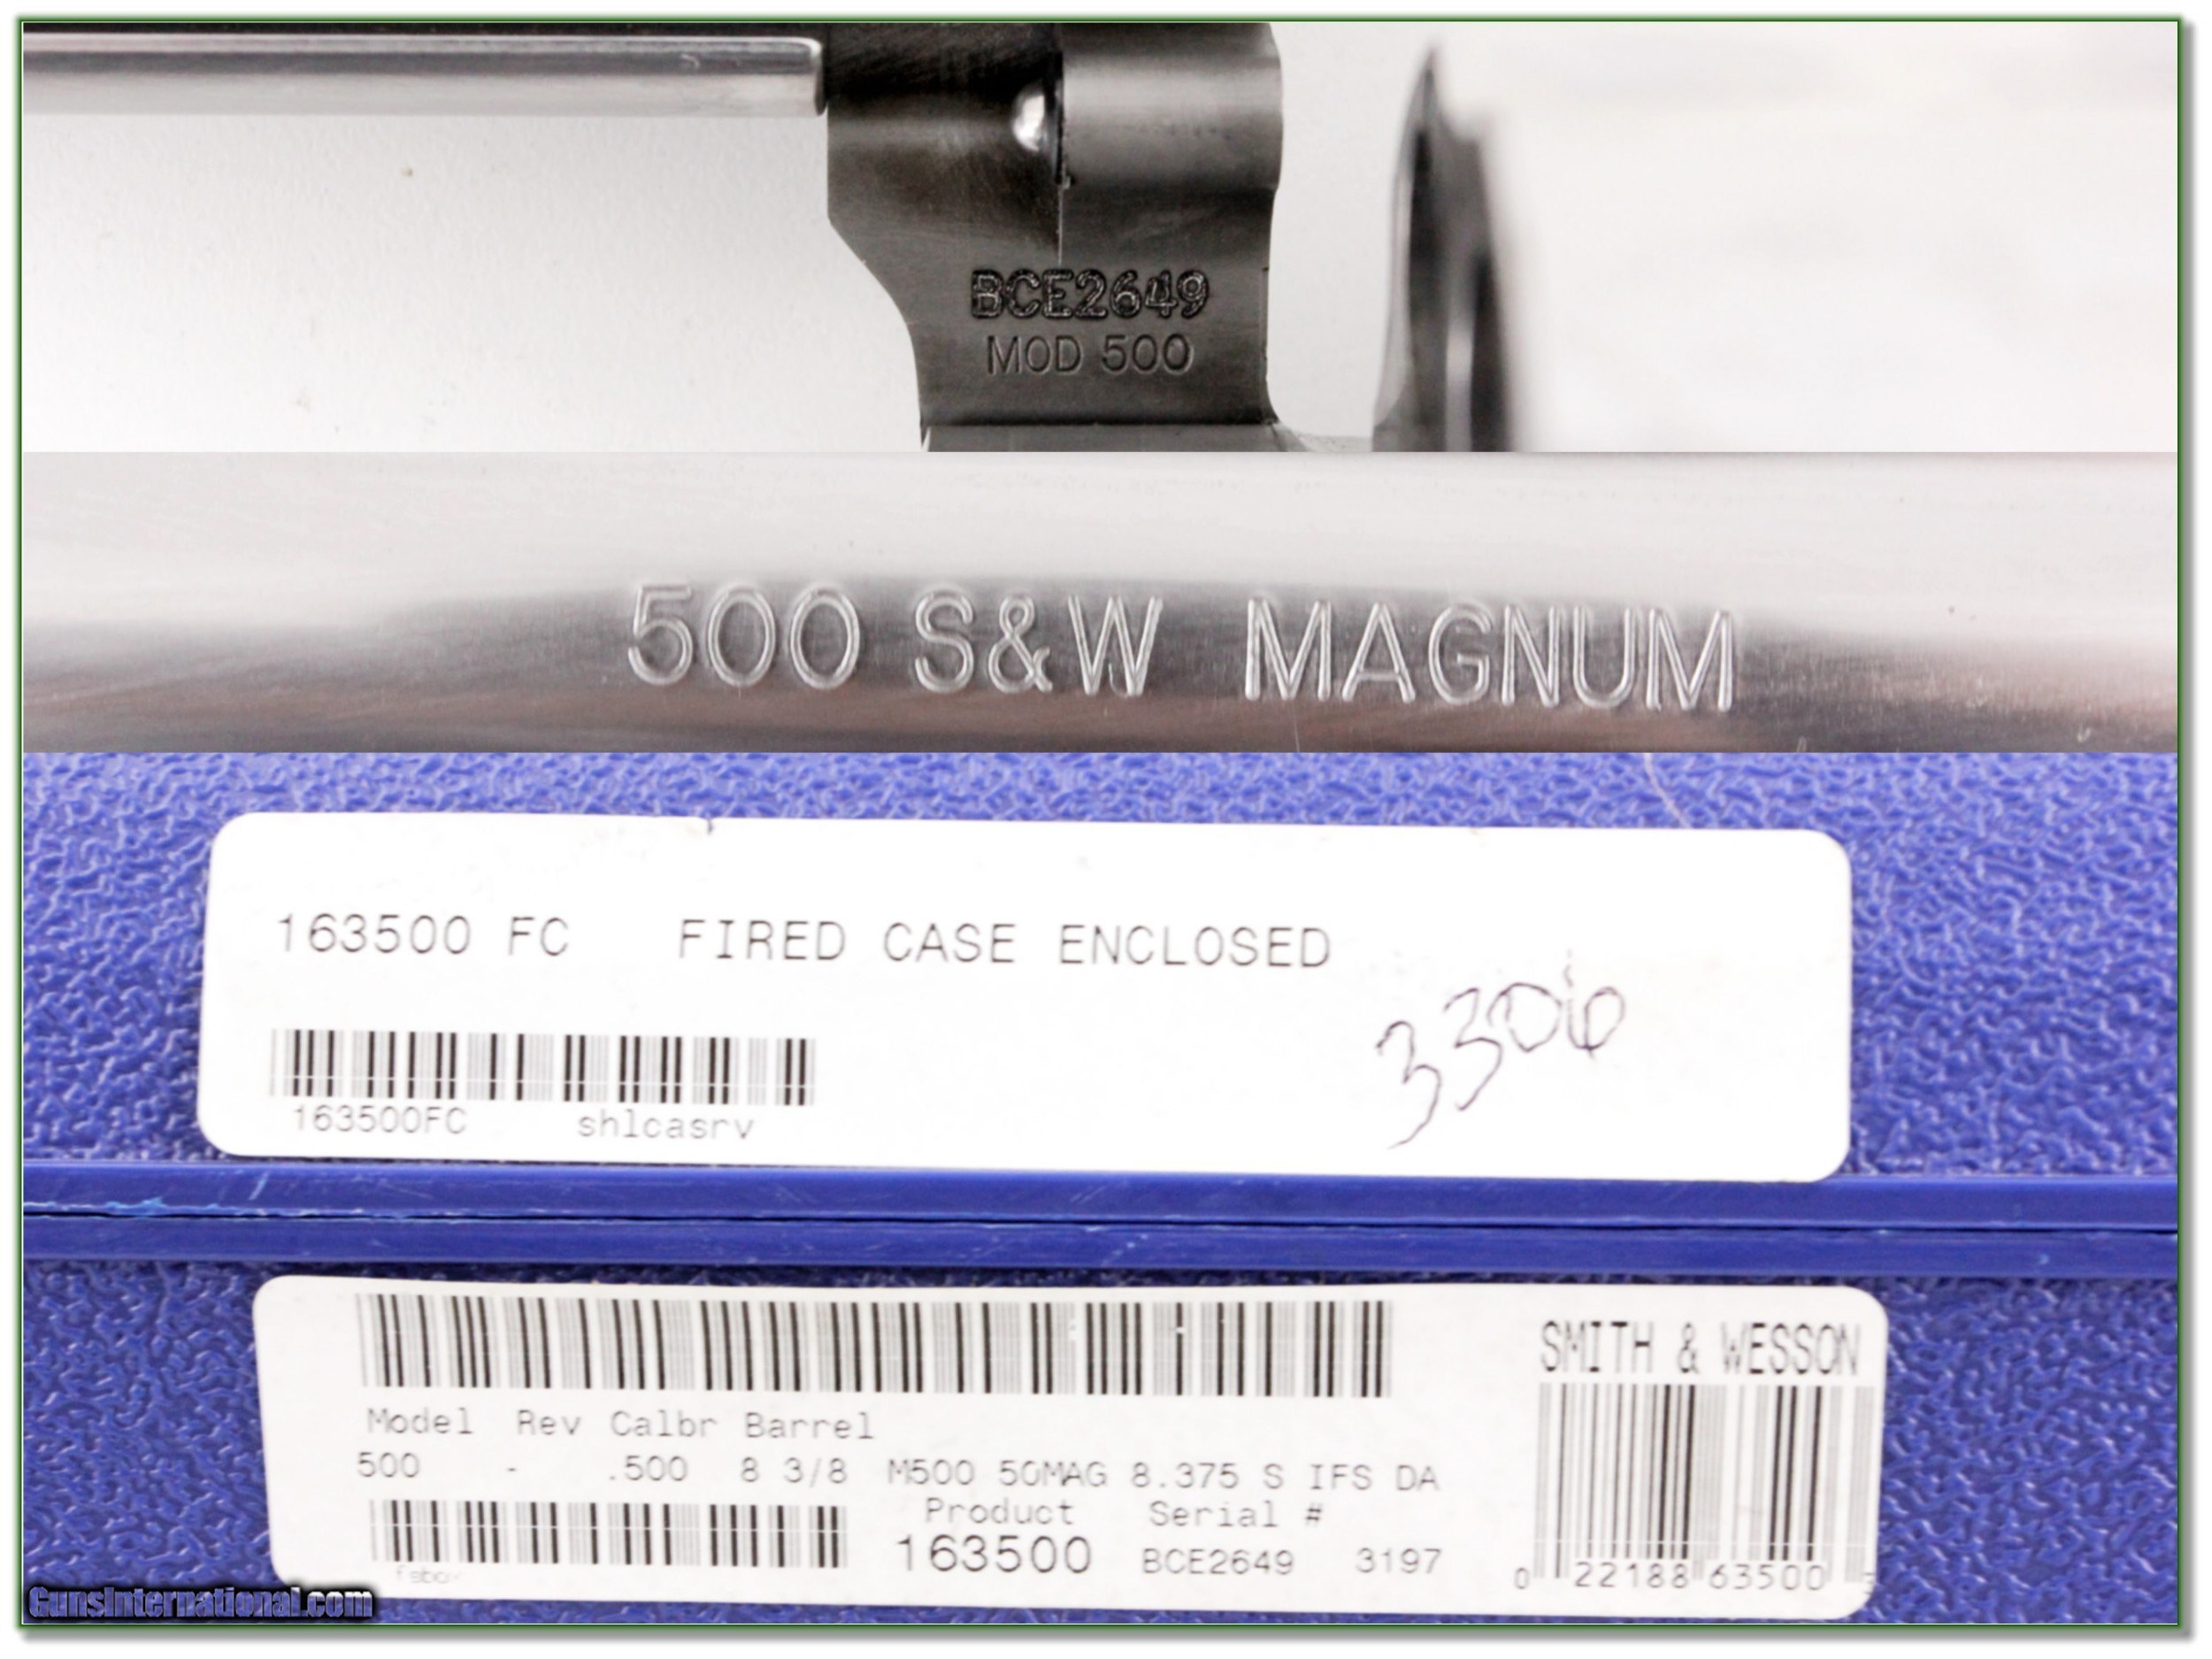 BCE2649
MOD 500
500 S&W MAGNUM
163500 FC FIRED CASE ENCLOSED
3306
163500FC shlcasrv
SMITH & WESSON
Model Rev Calbr Barrel
500 - .500 8 3/8 M500 50MAG 8.375 S IFS DA
Product Serial #
163500 BCE2649 3197
0 22188 63500
GunsInternational.com